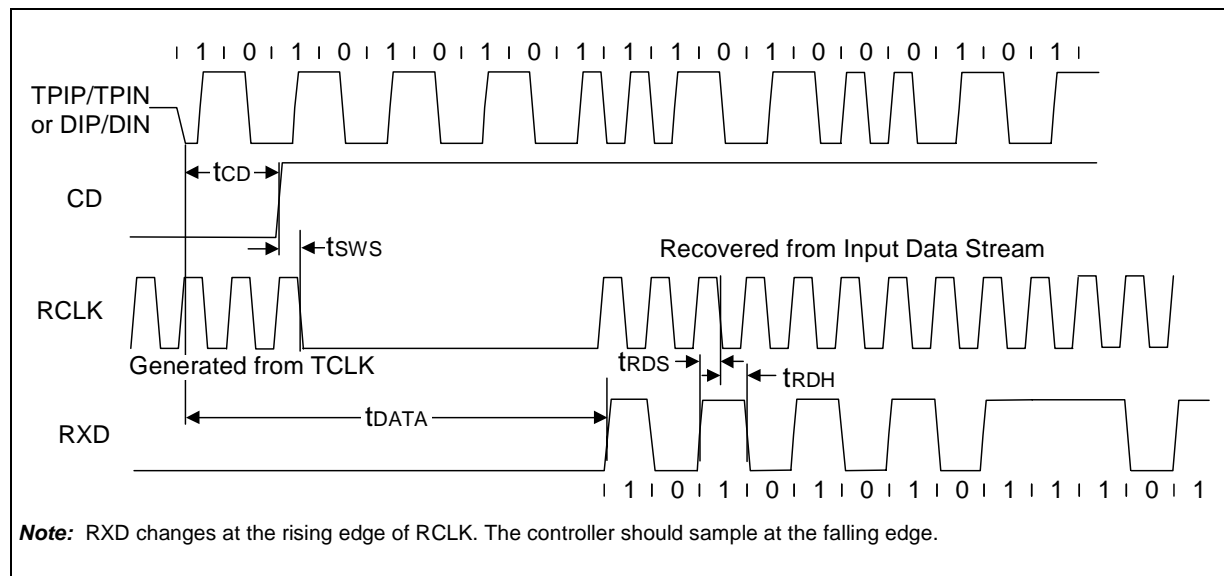 1 0 1 0 1 0 1 0 1 1 1 0 1 0 0 0 1 0 1
TPIP/TPIN
or DIP/DIN
tCD
CD
tSWS
Recovered from Input Data Stream
RCLK
Generated from TCLK
tRDS
tRDH
tDATA
RXD
1 0 1 0 1 0 1 0 1 1 1 0 1
Note: RXD changes at the rising edge of RCLK. The controller should sample at the falling edge.